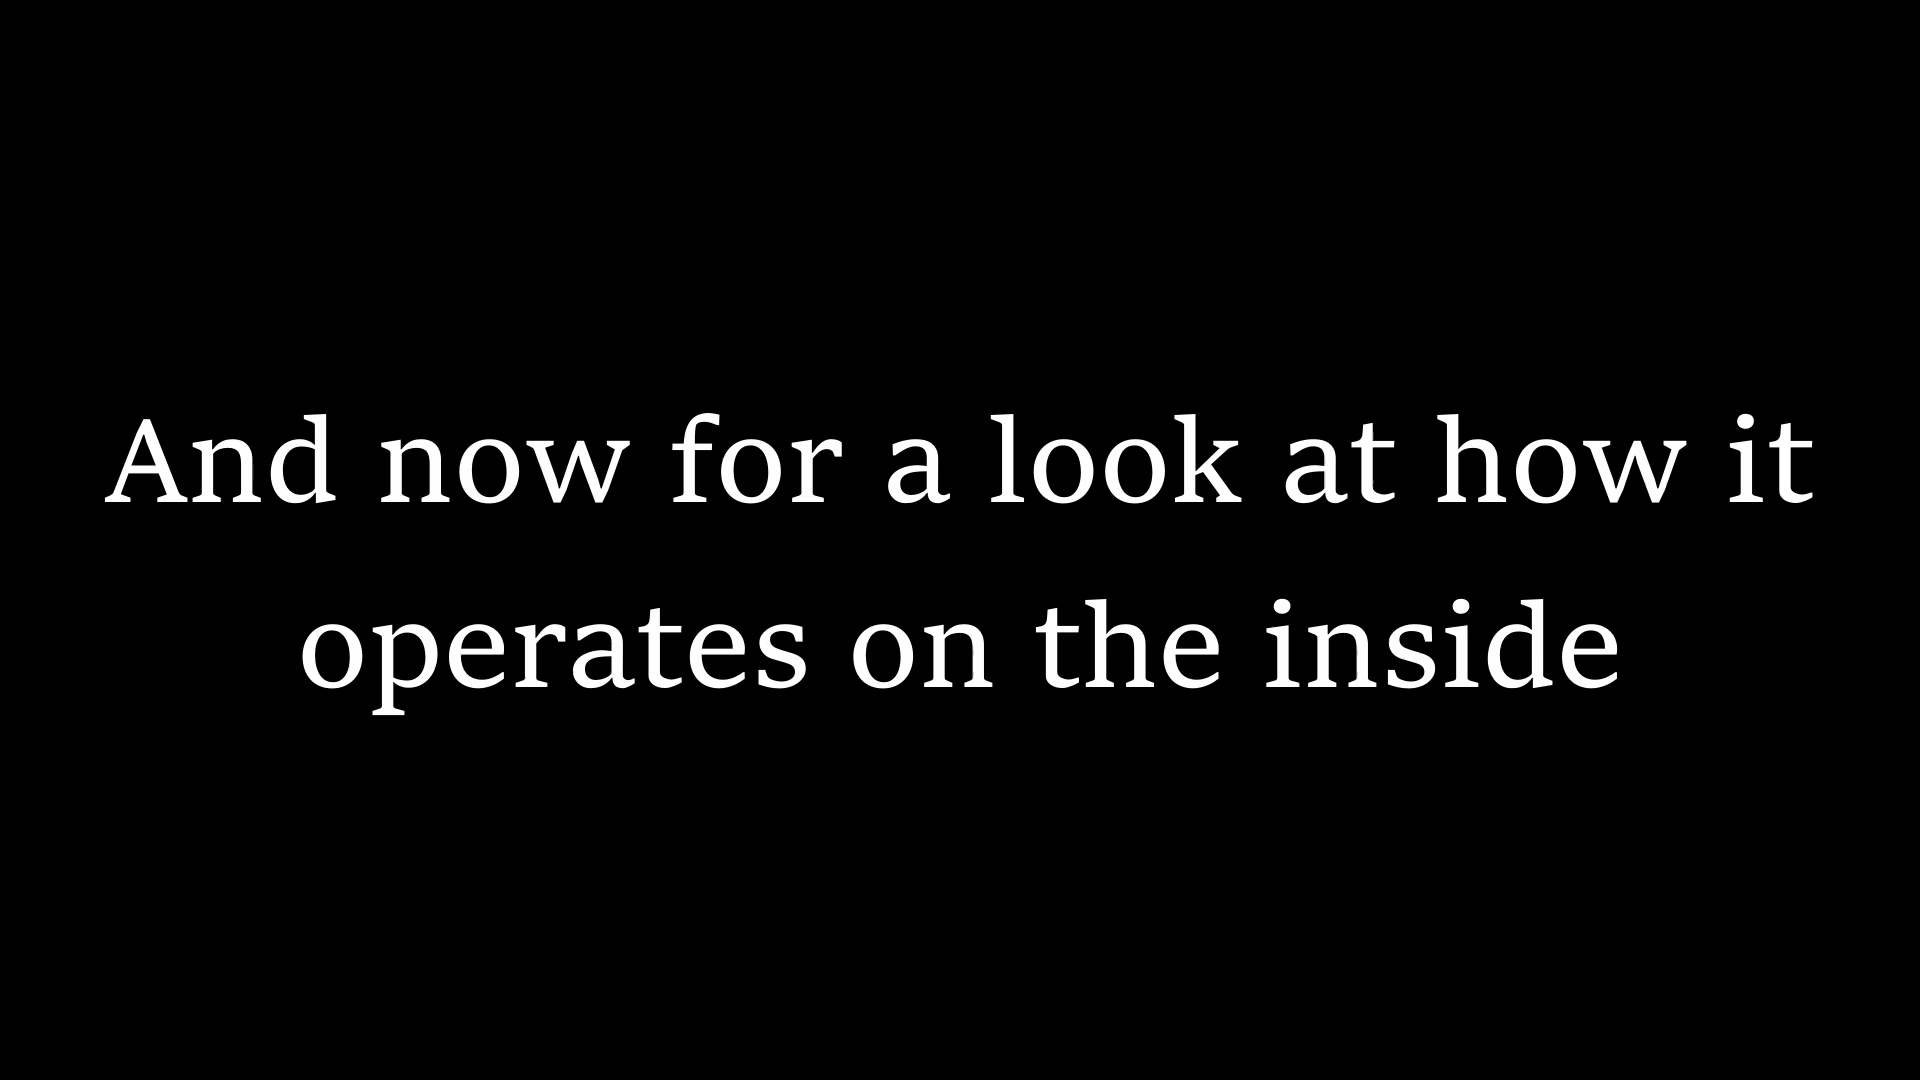 And now for a look at how it
operates on the inside